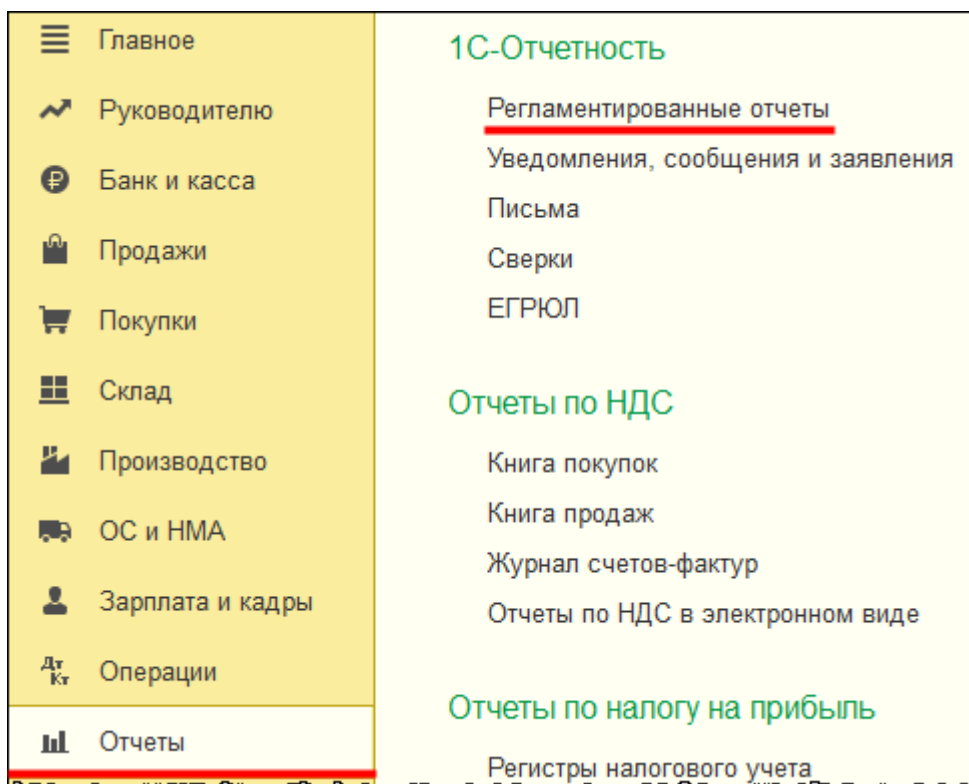 Главное
Руководителю
Банк и касса
Продажи
Покупки
Склад
Производство
ОС и НМА
Зарплата и кадры
Дт
Кт
Операции
Отчеты
1С-Отчетность
Регламентированные отчеты
Уведомления, сообщения и заявления
Письма
Сверки
ЕГРЮЛ
Отчеты по НДС
Книга покупок
Книга продаж
Журнал счетов-фактур
Отчеты по НДС в электронном виде
Отчеты по налогу на прибыль
Регистры налогового учета